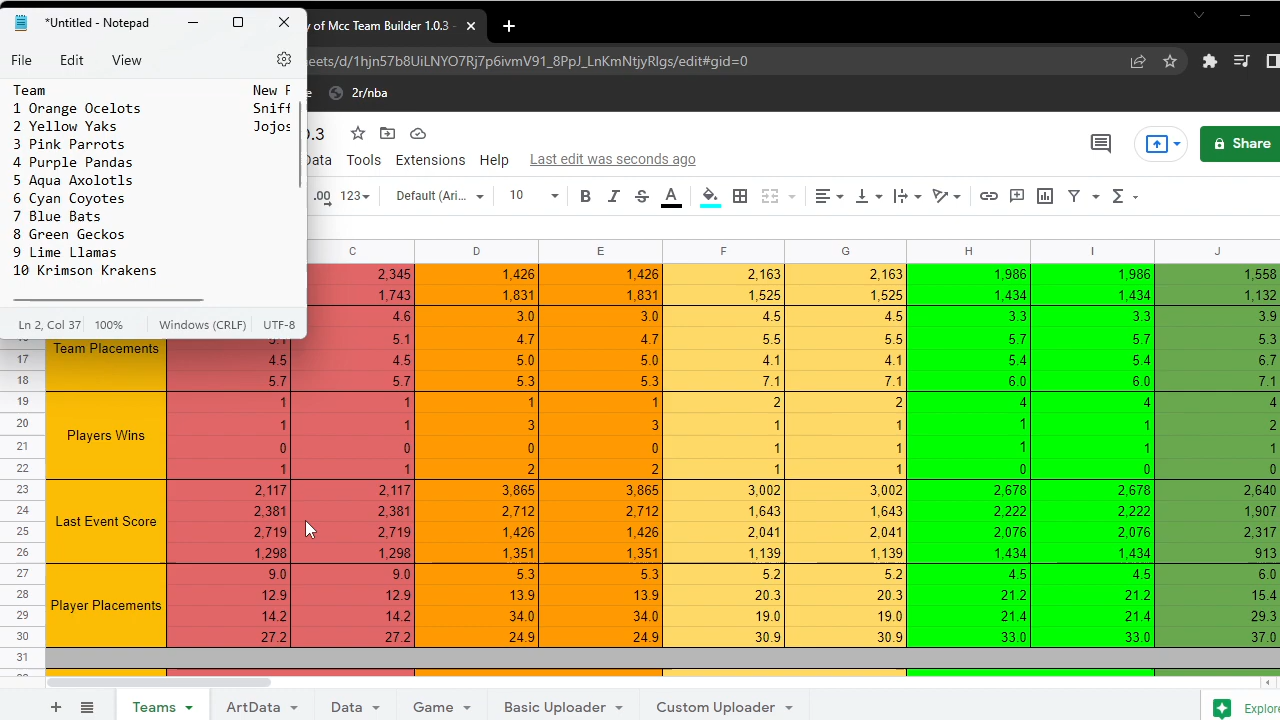 *Untitled - Notepad
y of Mcc Team Builder 1.0.3 -
File Edit View
eets/d/1hjn57b8UiLNYO7Rj7p6ivmV91_8PpJ_LnKmNtjyRlgs/edit#gid=0
Team New
1 Orange Ocelots Sniff
2 Yellow Yaks Jojos
3 Pink Parrots
4 Purple Pandas
5 Aqua Axolotls
6 Cyan Coyotes
7 Blue Bats
8 Green Geckos
9 Lime Llamas
10 Krimson Krakens
Ln 2, Col 37 100% Windows (CRLF) UTF-8
e 2r/nba
0.3
Data Tools Extensions Help Last edit was seconds ago
Share
.00 123 Default (Ari... 10 B I S A
C D E F G H I J
2,345 1,426 1,426 2,163 2,163 1,986 1,986 1,558
1,743 1,831 1,831 1,525 1,525 1,434 1,434 1,132
4.6 3.0 3.0 4.5 4.5 3.3 3.3 3.9
16 Team Placements 5.1 5.1 4.7 4.7 5.5 5.5 5.7 5.7 5.3
17 4.5 4.5 5.0 5.0 4.1 4.1 5.4 5.4 6.7
18 5.7 5.7 5.3 5.3 7.1 7.1 6.0 6.0 7.1
19 1 1 1 1 2 2 4 4 4
20 Players Wins 1 1 3 3 1 1 1 1 2
21 0 0 0 0 1 1 1 1 1
22 1 1 2 2 1 1 0 0 0
23 2,117 2,117 3,865 3,865 3,002 3,002 2,678 2,678 2,640
24 Last Event Score 2,381 2,381 2,712 2,712 1,643 1,643 2,222 2,222 1,907
25 2,719 2,719 1,426 1,426 2,041 2,041 2,076 2,076 2,317
26 1,298 1,298 1,351 1,351 1,139 1,139 1,434 1,434 913
27 9.0 9.0 5.3 5.3 5.2 5.2 4.5 4.5 6.0
28 Player Placements 12.9 12.9 13.9 13.9 20.3 20.3 21.2 21.2 15.4
29 14.2 14.2 34.0 34.0 19.0 19.0 21.4 21.4 29.3
30 27.2 27.2 24.9 24.9 30.9 30.9 33.0 33.0 37.0
31
Teams ArtData Data Game Basic Uploader Custom Uploader Explore